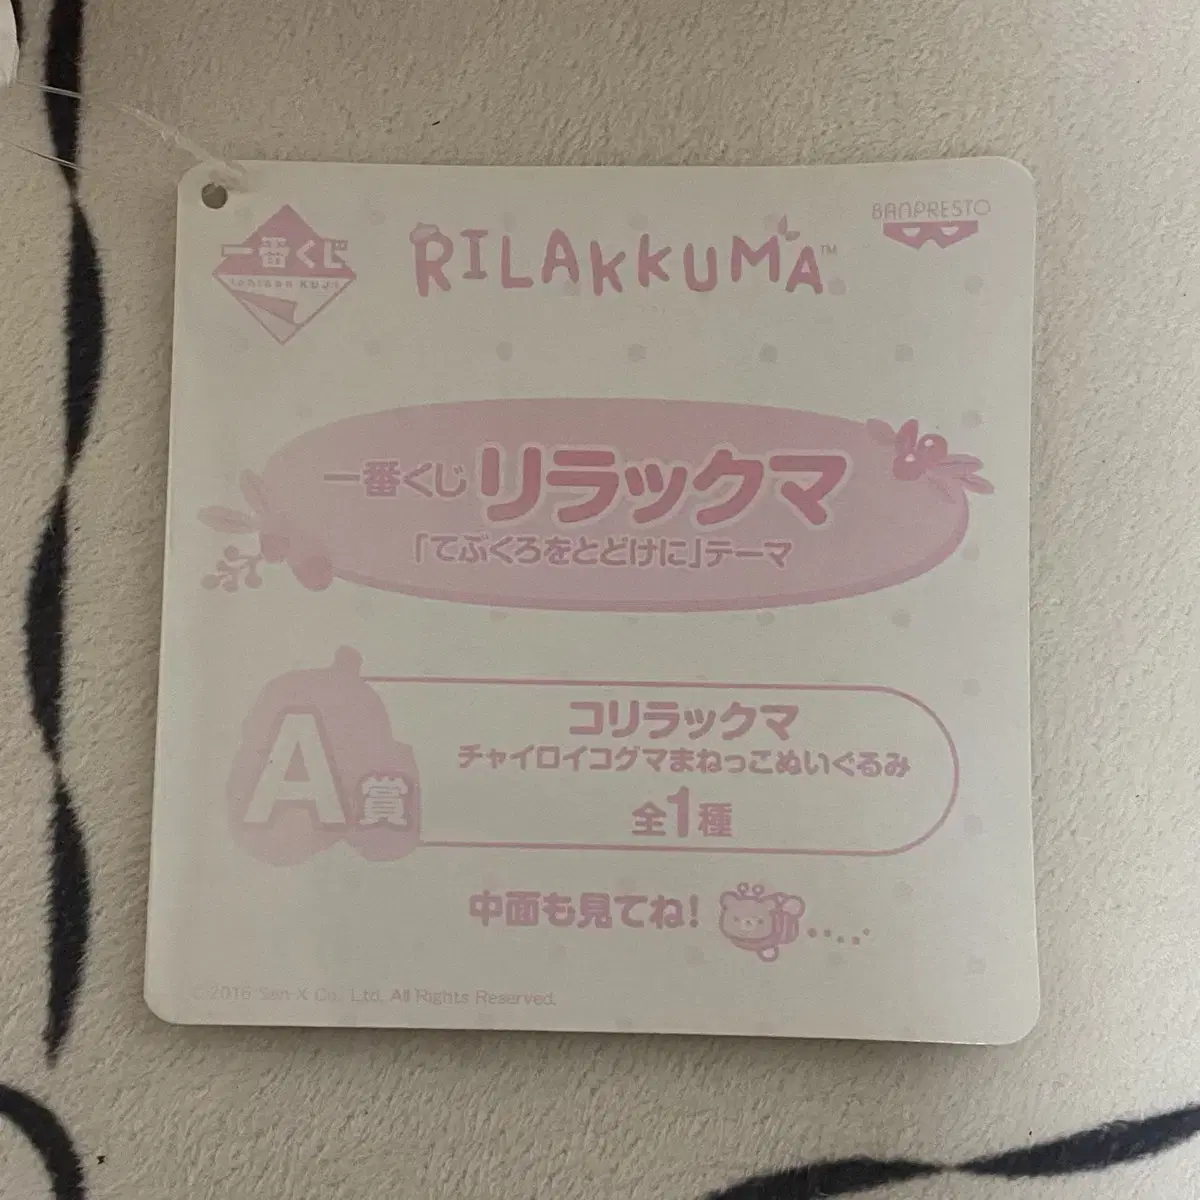 一番くじ
Ichiban KUJI
RILAKKUMA™
BANPRESTO
一番くじ リラックマ
「てぶくろをとどけに」テーマ
A賞
コリラックマ
チャイロイコグマまねっこぬいぐるみ
全1種
中面も見てね!
© 2016 San-X Co., Ltd. All Rights Reserved.